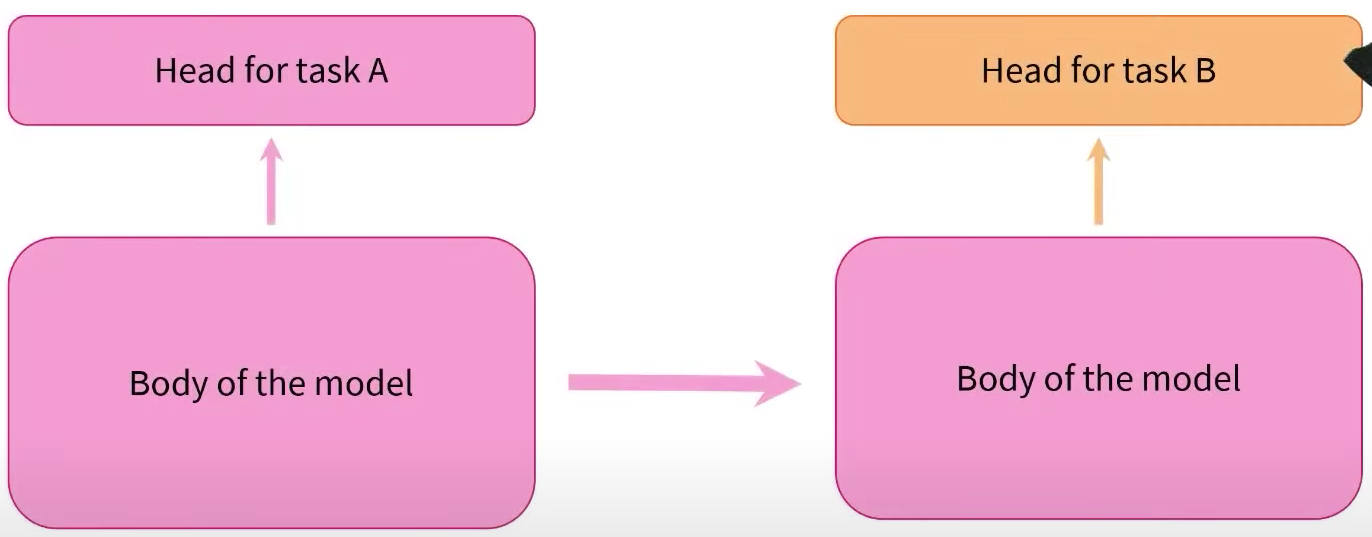 Head for task A
Head for task B
Body of the model
Body of the model